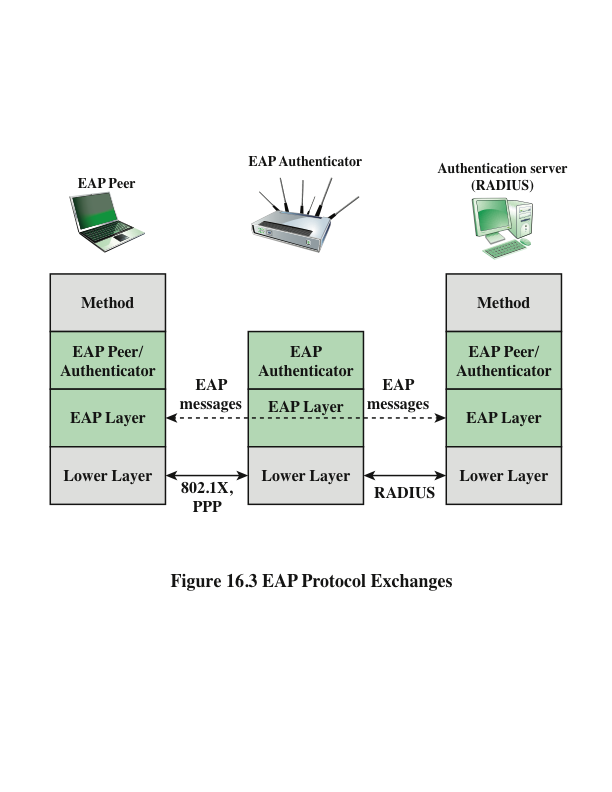 EAP Peer
EAP Authenticator
Authentication server
(RADIUS)
Method
EAP Peer/
Authenticator
EAP Layer
Lower Layer
EAP
messages
802.1X,
PPP
EAP
Authenticator
EAP Layer
Lower Layer
EAP
messages
RADIUS
Method
EAP Peer/
Authenticator
EAP Layer
Lower Layer
Figure 16.3 EAP Protocol Exchanges